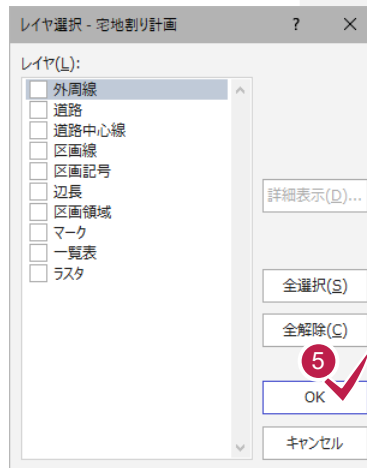 レイヤ選択 - 宅地割り計画 ? ×
レイヤ(L):
外周線
道路
道路中心線
区画線
区画記号
辺長
区画領域
マーク
一覧表
ラスタ
詳細表示(D)...
全選択(S)
全解除(C)
5
OK
キャンセル